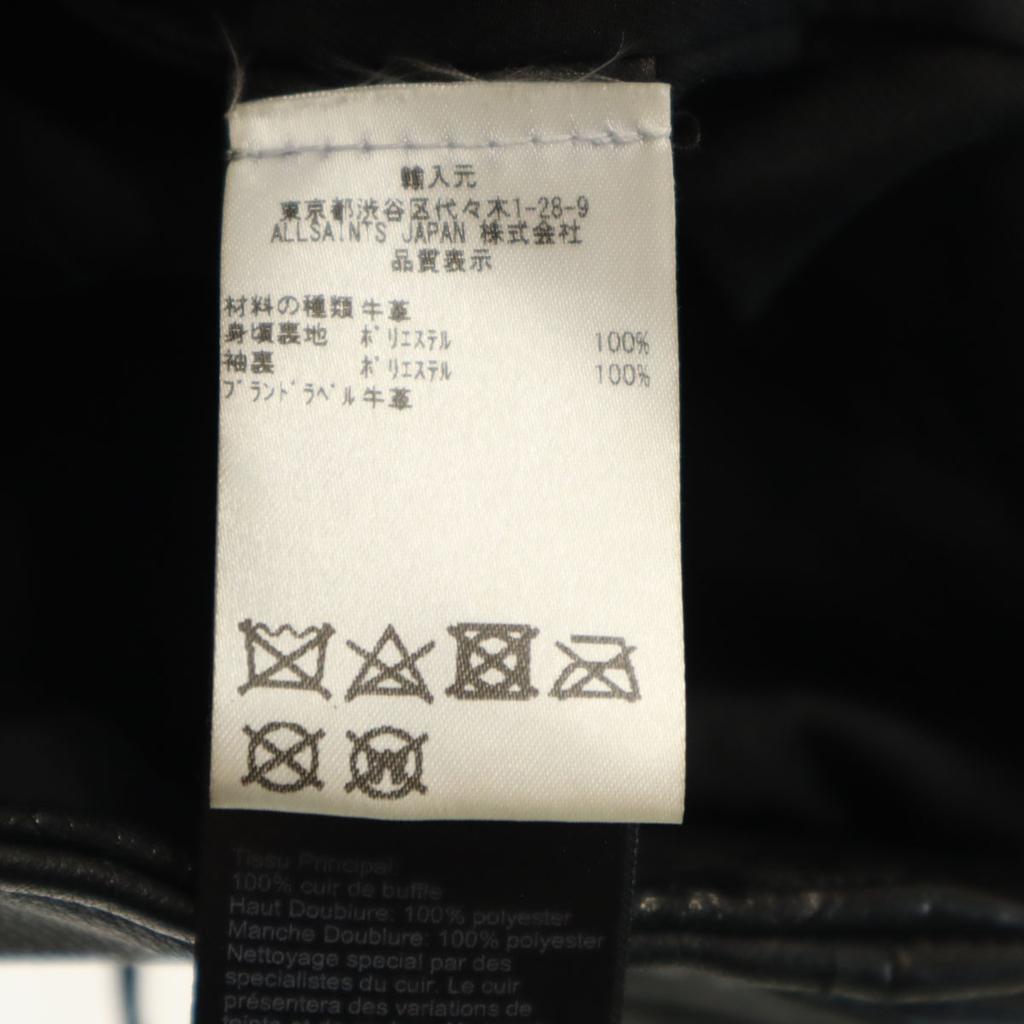 輸入元
東京都渋谷区代々木1-28-9
ALLSAINTS JAPAN 株式会社
品質表示
材料の種類 牛革
身頃裏地 ポリエステル 100%
袖裏 ポリエステル 100%
ブランドラベル 牛革
W
Tissu Principal:
100% cuir de buffle
Haut Doublure: 100% polyester
Manche Doublure: 100% polyester
Nettoyage special par des
specialistes du cuir. Le cuir
présentera des variations de